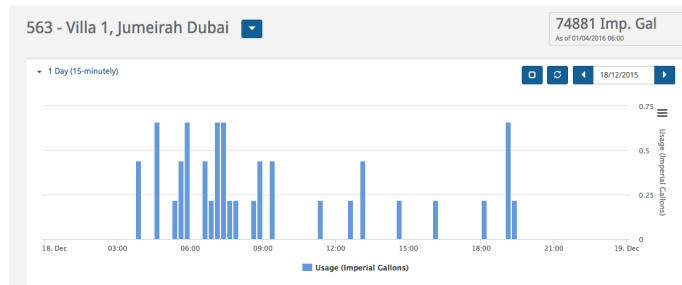 563 - Villa 1, Jumeirah Dubai
74881 Imp. Gal
As of 01/04/2016 06:00
1 Day (15-minutely)
18/12/2015
0.75
0.5
0.25
0
Usage (Imperial Gallons)
18. Dec 03:00 06:00 09:00 12:00 15:00 18:00 21:00 19. Dec
Usage (Imperial Gallons)